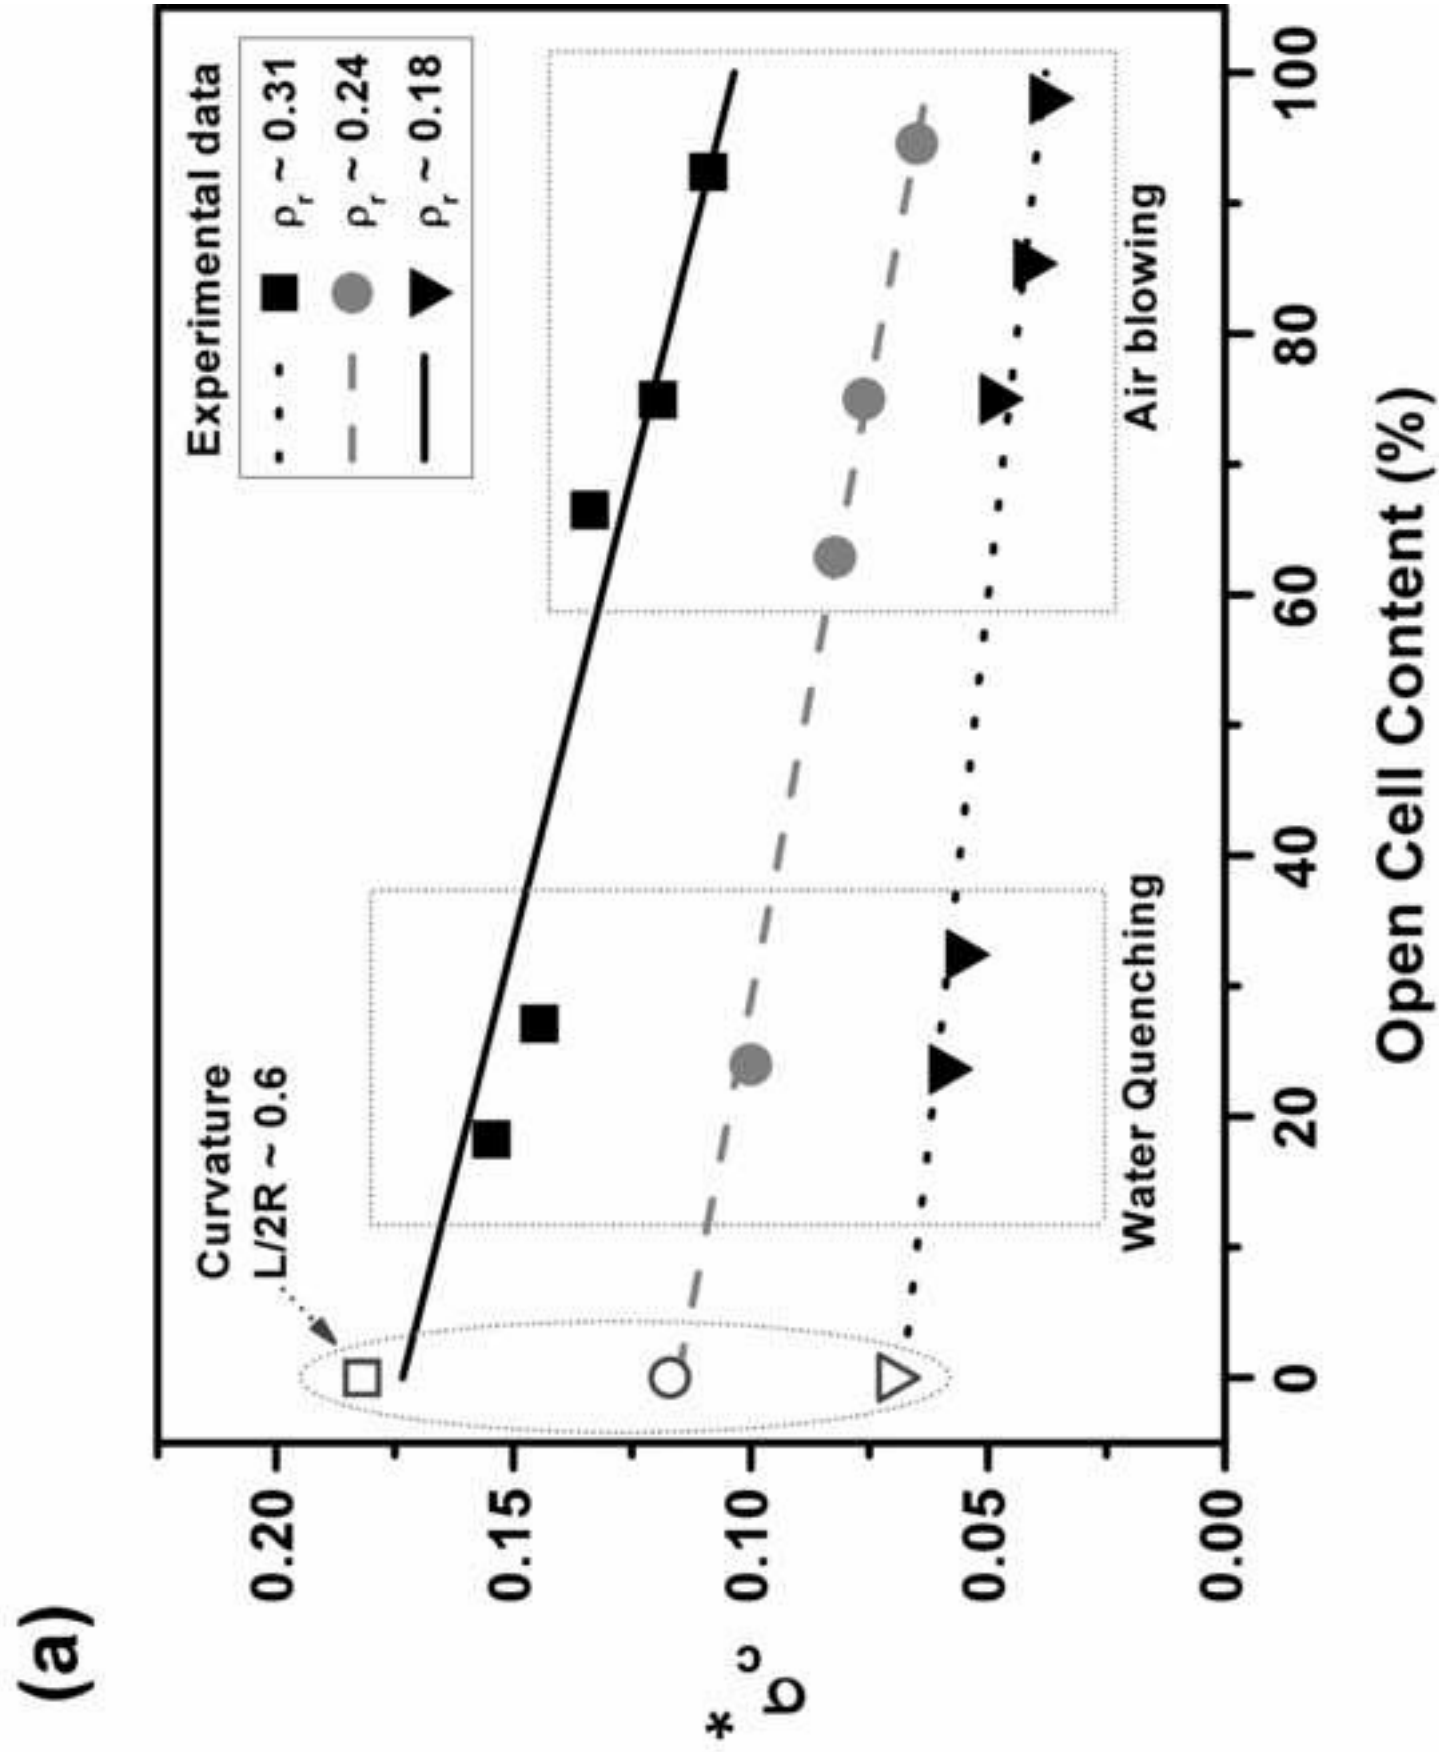 (a)
Experimental data
ρr ~ 0.31
ρr ~ 0.24
ρr ~ 0.18
Curvature
L/2R ~ 0.6
Water Quenching
Air blowing
0.20
0.15
0.10
0.05
0.00
0
20
40
60
80
100
Open Cell Content (%)